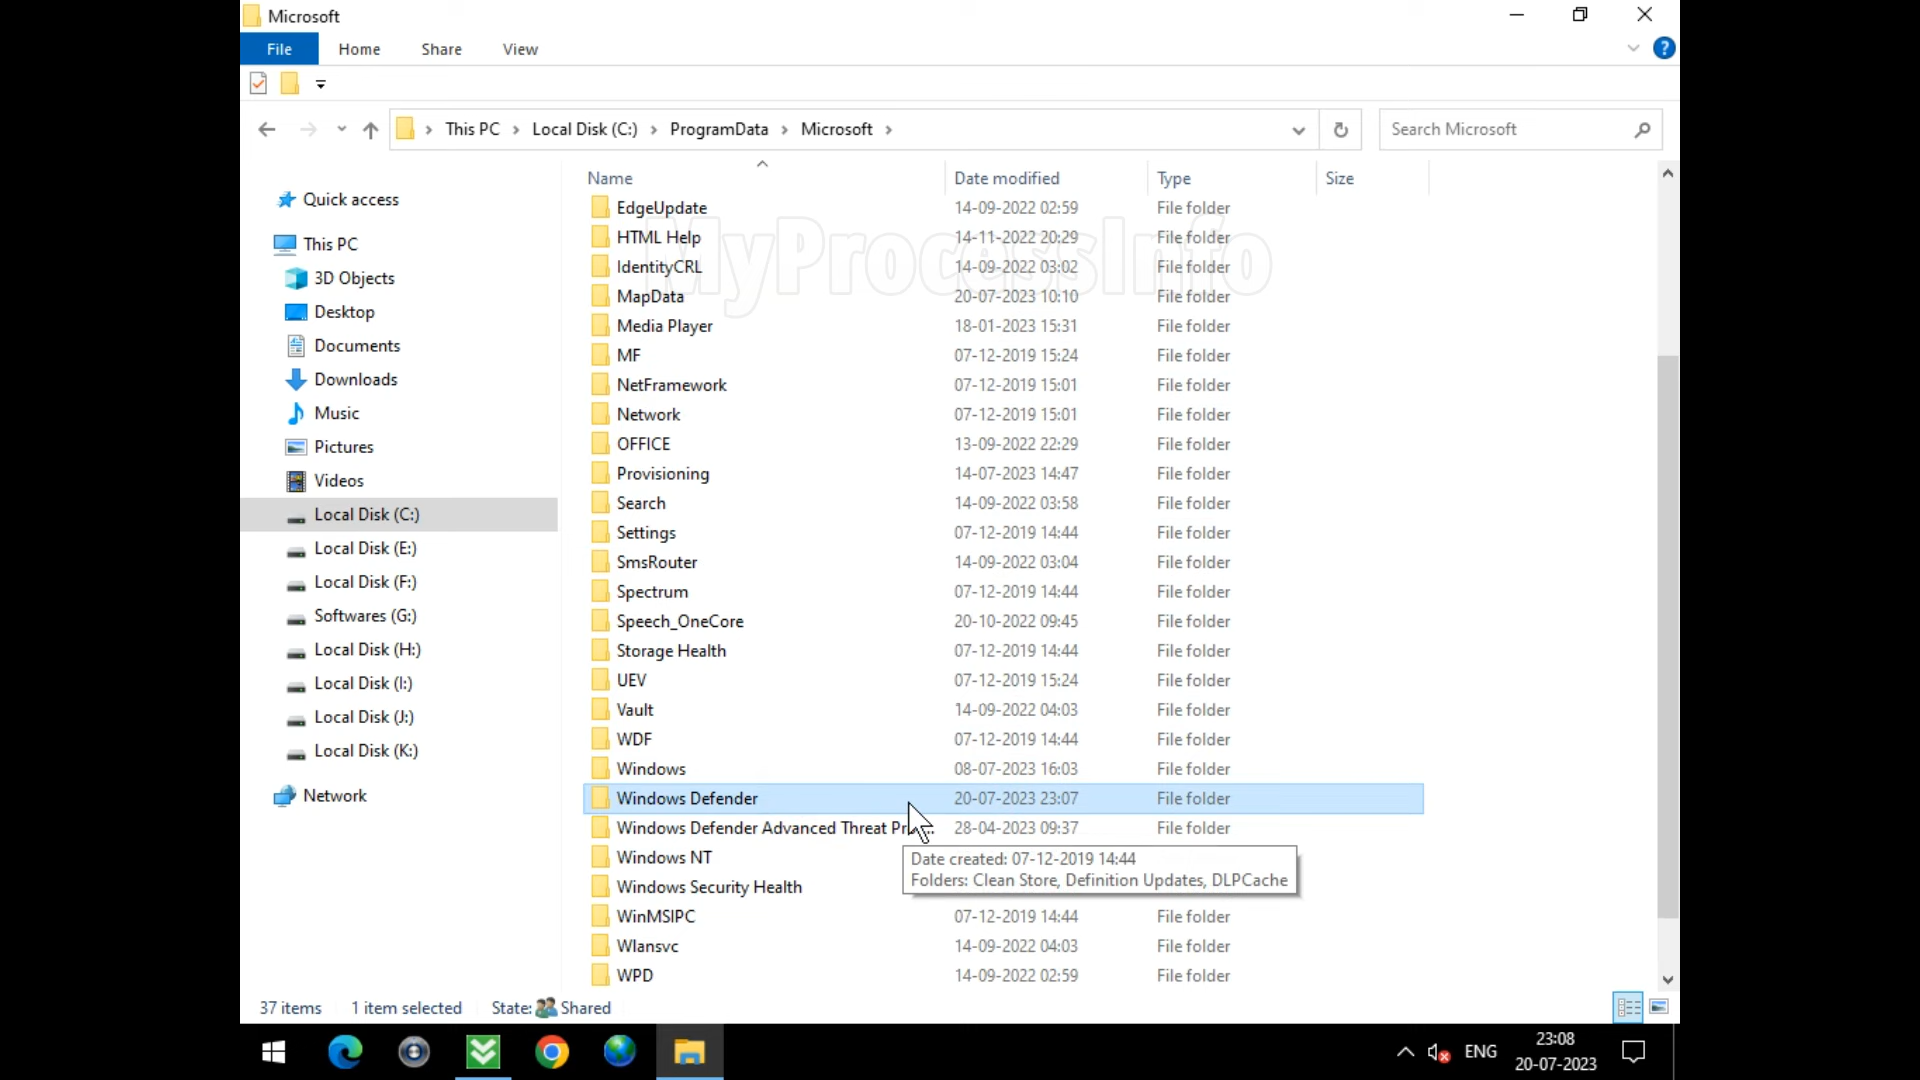 Microsoft
File Home Share View
This PC Local Disk (C:) ProgramData Microsoft
Search Microsoft
Name Date modified Type Size
Quick access
This PC
3D Objects
Desktop
Documents
Downloads
Music
Pictures
Videos
Local Disk (C:)
Local Disk (E:)
Local Disk (F:)
Softwares (G:)
Local Disk (H:)
Local Disk (I:)
Local Disk (J:)
Local Disk (K:)
Network
EdgeUpdate 14-09-2022 02:59 File folder
HTML Help 14-11-2022 20:29 File folder
MyProcessInfo
IdentityCRL 14-09-2022 03:02 File folder
MapData 20-07-2023 10:10 File folder
Media Player 18-01-2023 15:31 File folder
MF 07-12-2019 15:24 File folder
NetFramework 07-12-2019 15:01 File folder
Network 07-12-2019 15:01 File folder
OFFICE 13-09-2022 22:29 File folder
Provisioning 14-07-2023 14:47 File folder
Search 14-09-2022 03:58 File folder
Settings 07-12-2019 14:44 File folder
SmsRouter 14-09-2022 03:04 File folder
Spectrum 07-12-2019 14:44 File folder
Speech_OneCore 20-10-2022 09:45 File folder
Storage Health 07-12-2019 14:44 File folder
UEV 07-12-2019 15:24 File folder
Vault 14-09-2022 04:03 File folder
WDF 07-12-2019 14:44 File folder
Windows 08-07-2023 16:03 File folder
Windows Defender 20-07-2023 23:07 File folder
Windows Defender Advanced Threat 28-04-2023 09:37 File folder
Windows NT
Date created: 07-12-2019 14:44
Folders: Clean Store, Definition Updates, DLPCache
Windows Security Health
WinMSIPC 07-12-2019 14:44 File folder
Wlansvc 14-09-2022 04:03 File folder
WPD 14-09-2022 02:59 File folder
37 items 1 item selected State: Shared
ENG
23:08
20-07-2023